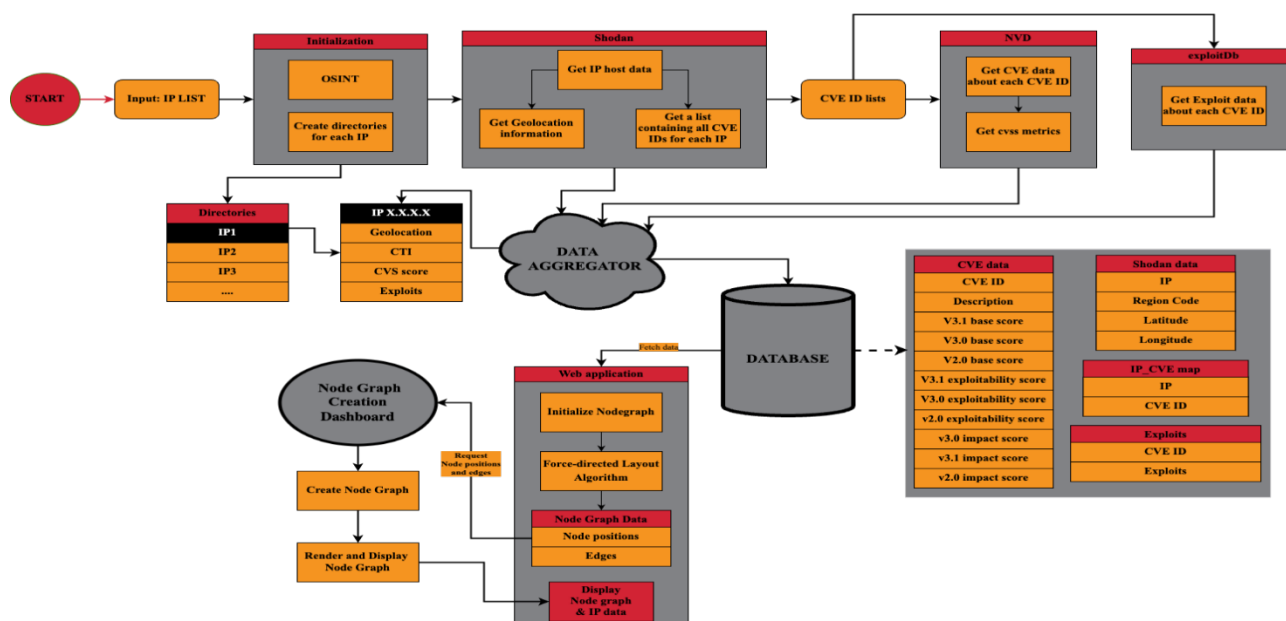 Initialization
Shodan
NVD
exploitDb
START
Input: IP LIST
OSINT
Create directories
for each IP
Get IP host data
Get Geolocation
information
Get a list
containing all CVE
IDs for each IP
CVE ID lists
Get CVE data
about each CVE ID
Get cvss metrics
Get Exploit data
about each CVE ID
Directories
IP1
IP2
IP3
....
IP X.X.X.X
Geolocation
CTI
CVS score
Exploits
DATA
AGGREGATOR
DATABASE
CVE data
CVE ID
Description
V3.1 base score
V3.0 base score
V2.0 base score
V3.1 exploitability score
V3.0 exploitability score
v2.0 exploitability score
v3.0 impact score
v3.1 impact score
v2.0 impact score
Shodan data
IP
Region Code
Latitude
Longitude
IP_CVE map
IP
CVE ID
Exploits
CVE ID
Exploits
Fetch data
Web application
Initialize Nodegraph
Force-directed Layout
Algorithm
Node Graph Data
Node positions
Edges
Display
Node graph
& IP data
Request
Node positions
and edges
Node Graph
Creation
Dashboard
Create Node Graph
Render and Display
Node Graph